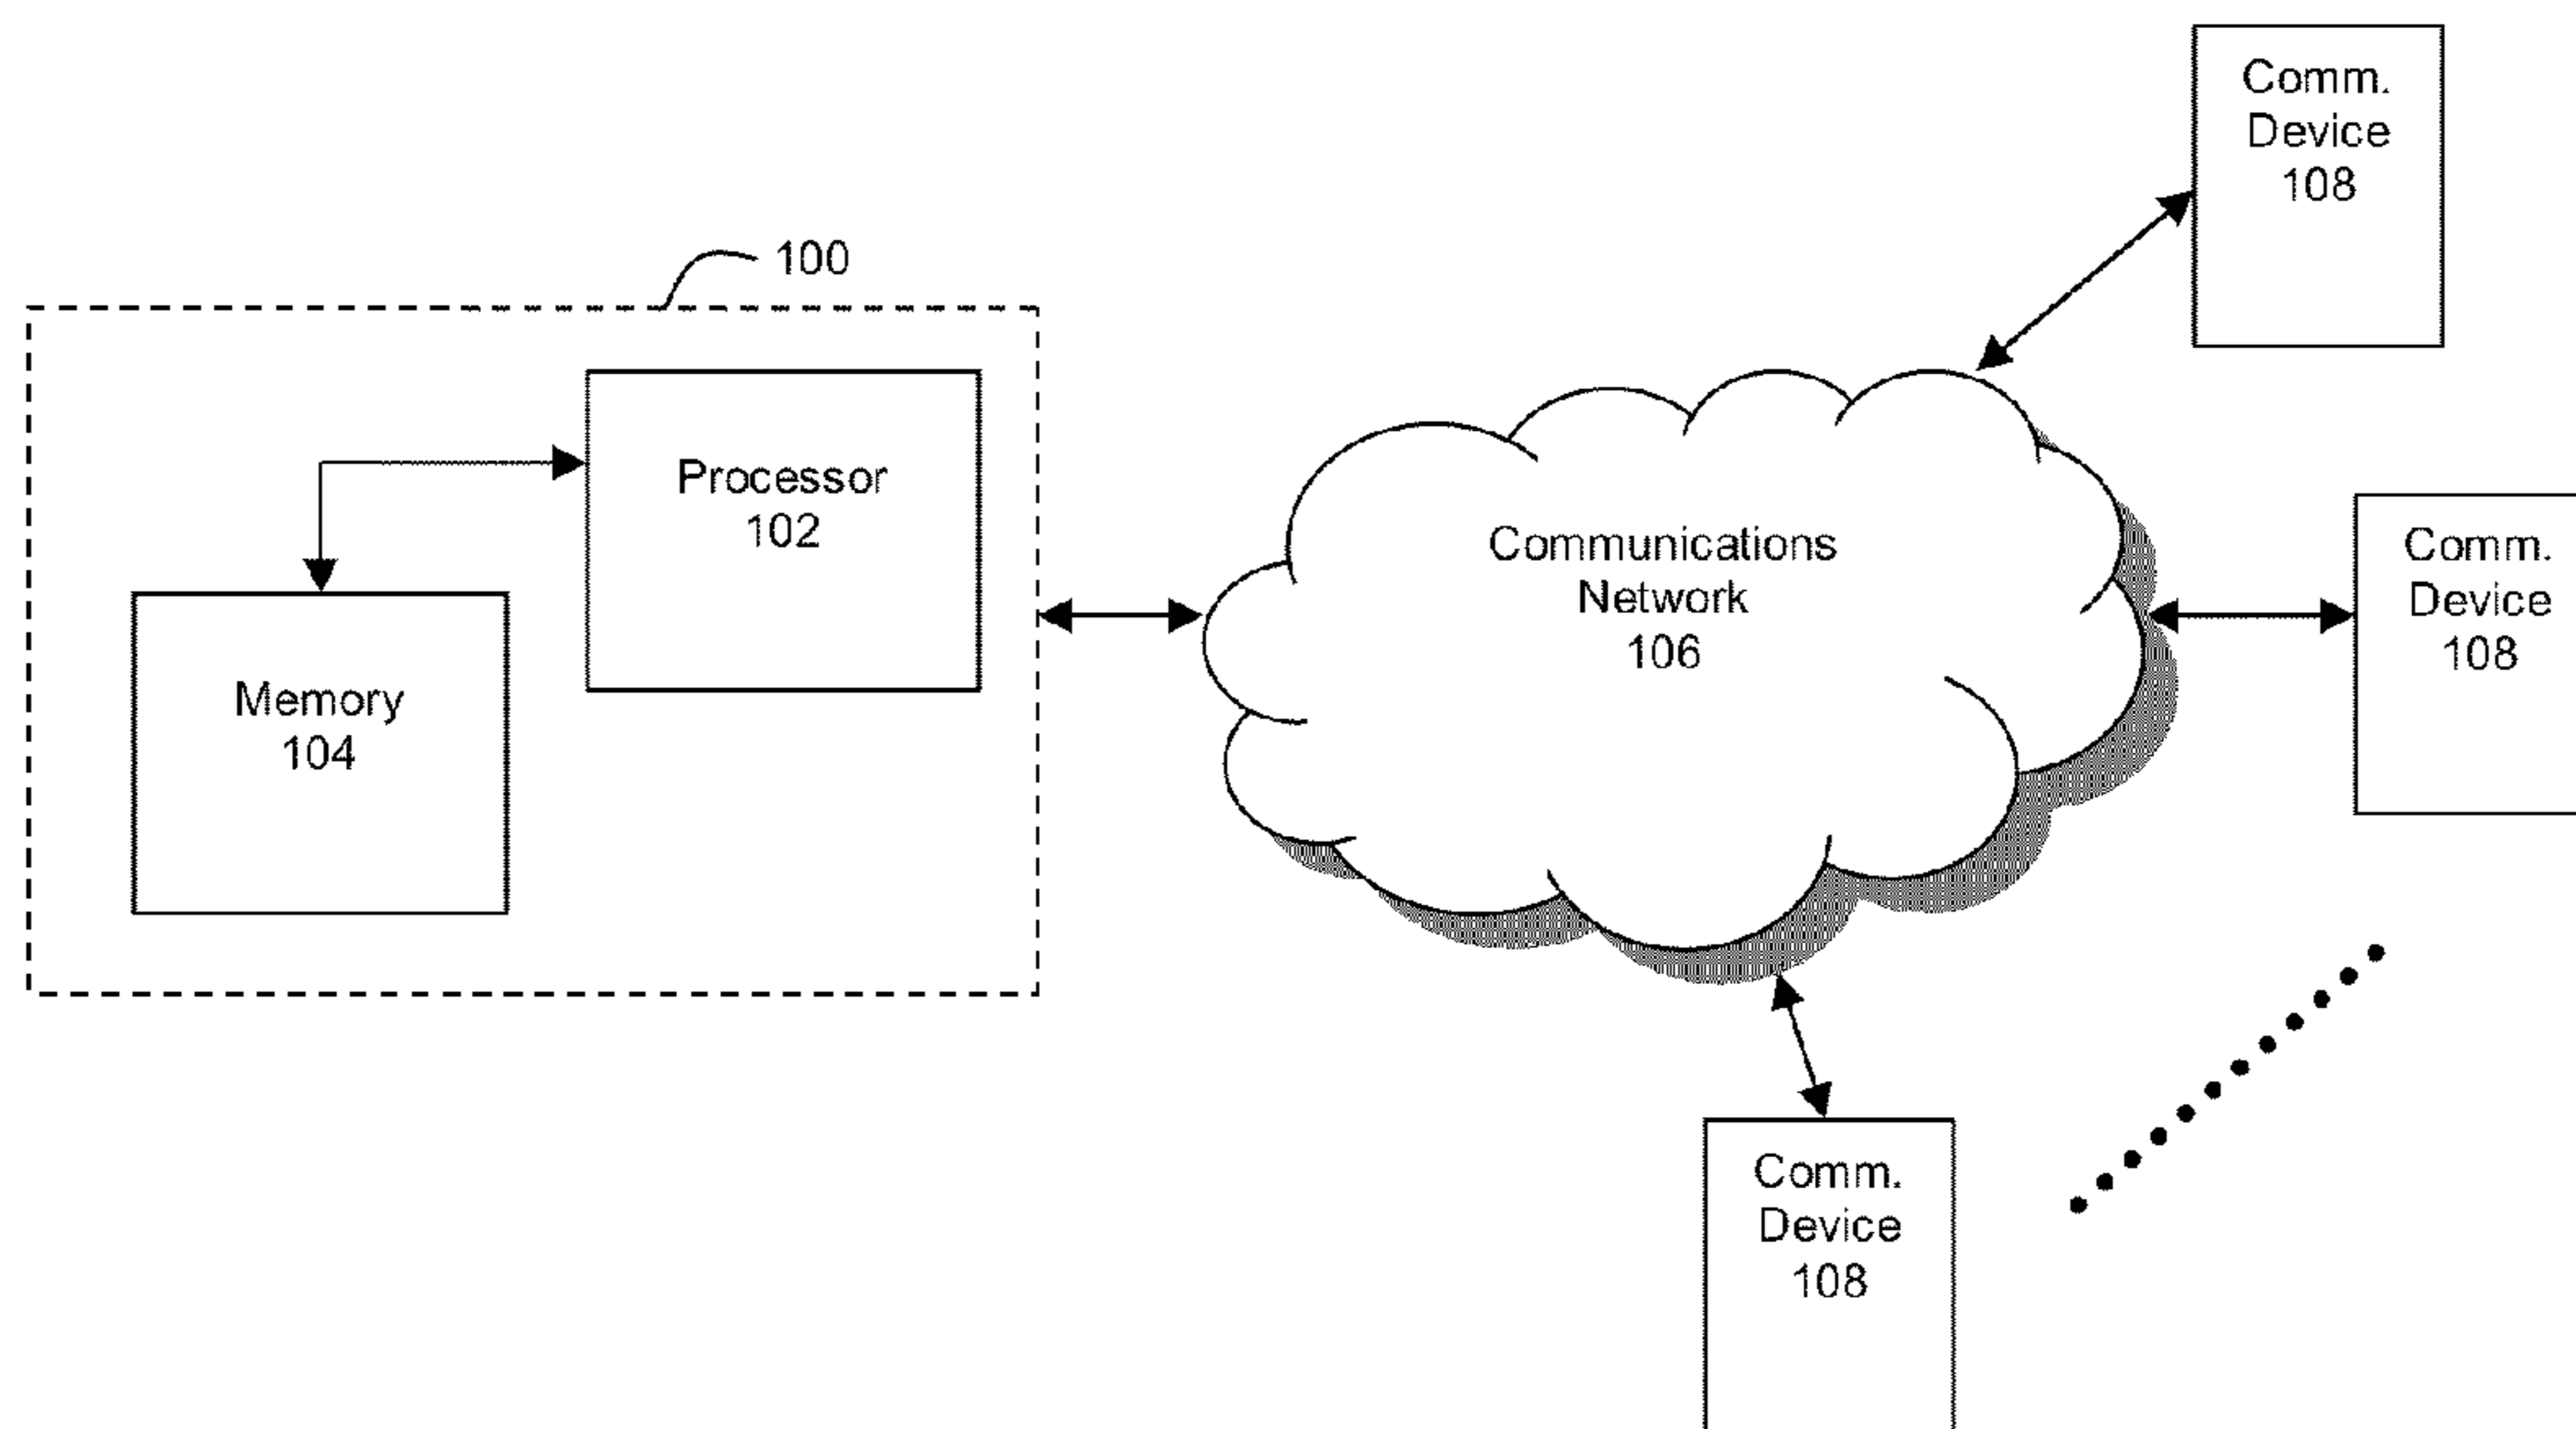 Comm.
Device
108
100
Processor
102
Memory
104
Communications
Network
106
Comm.
Device
108
Comm.
Device
108